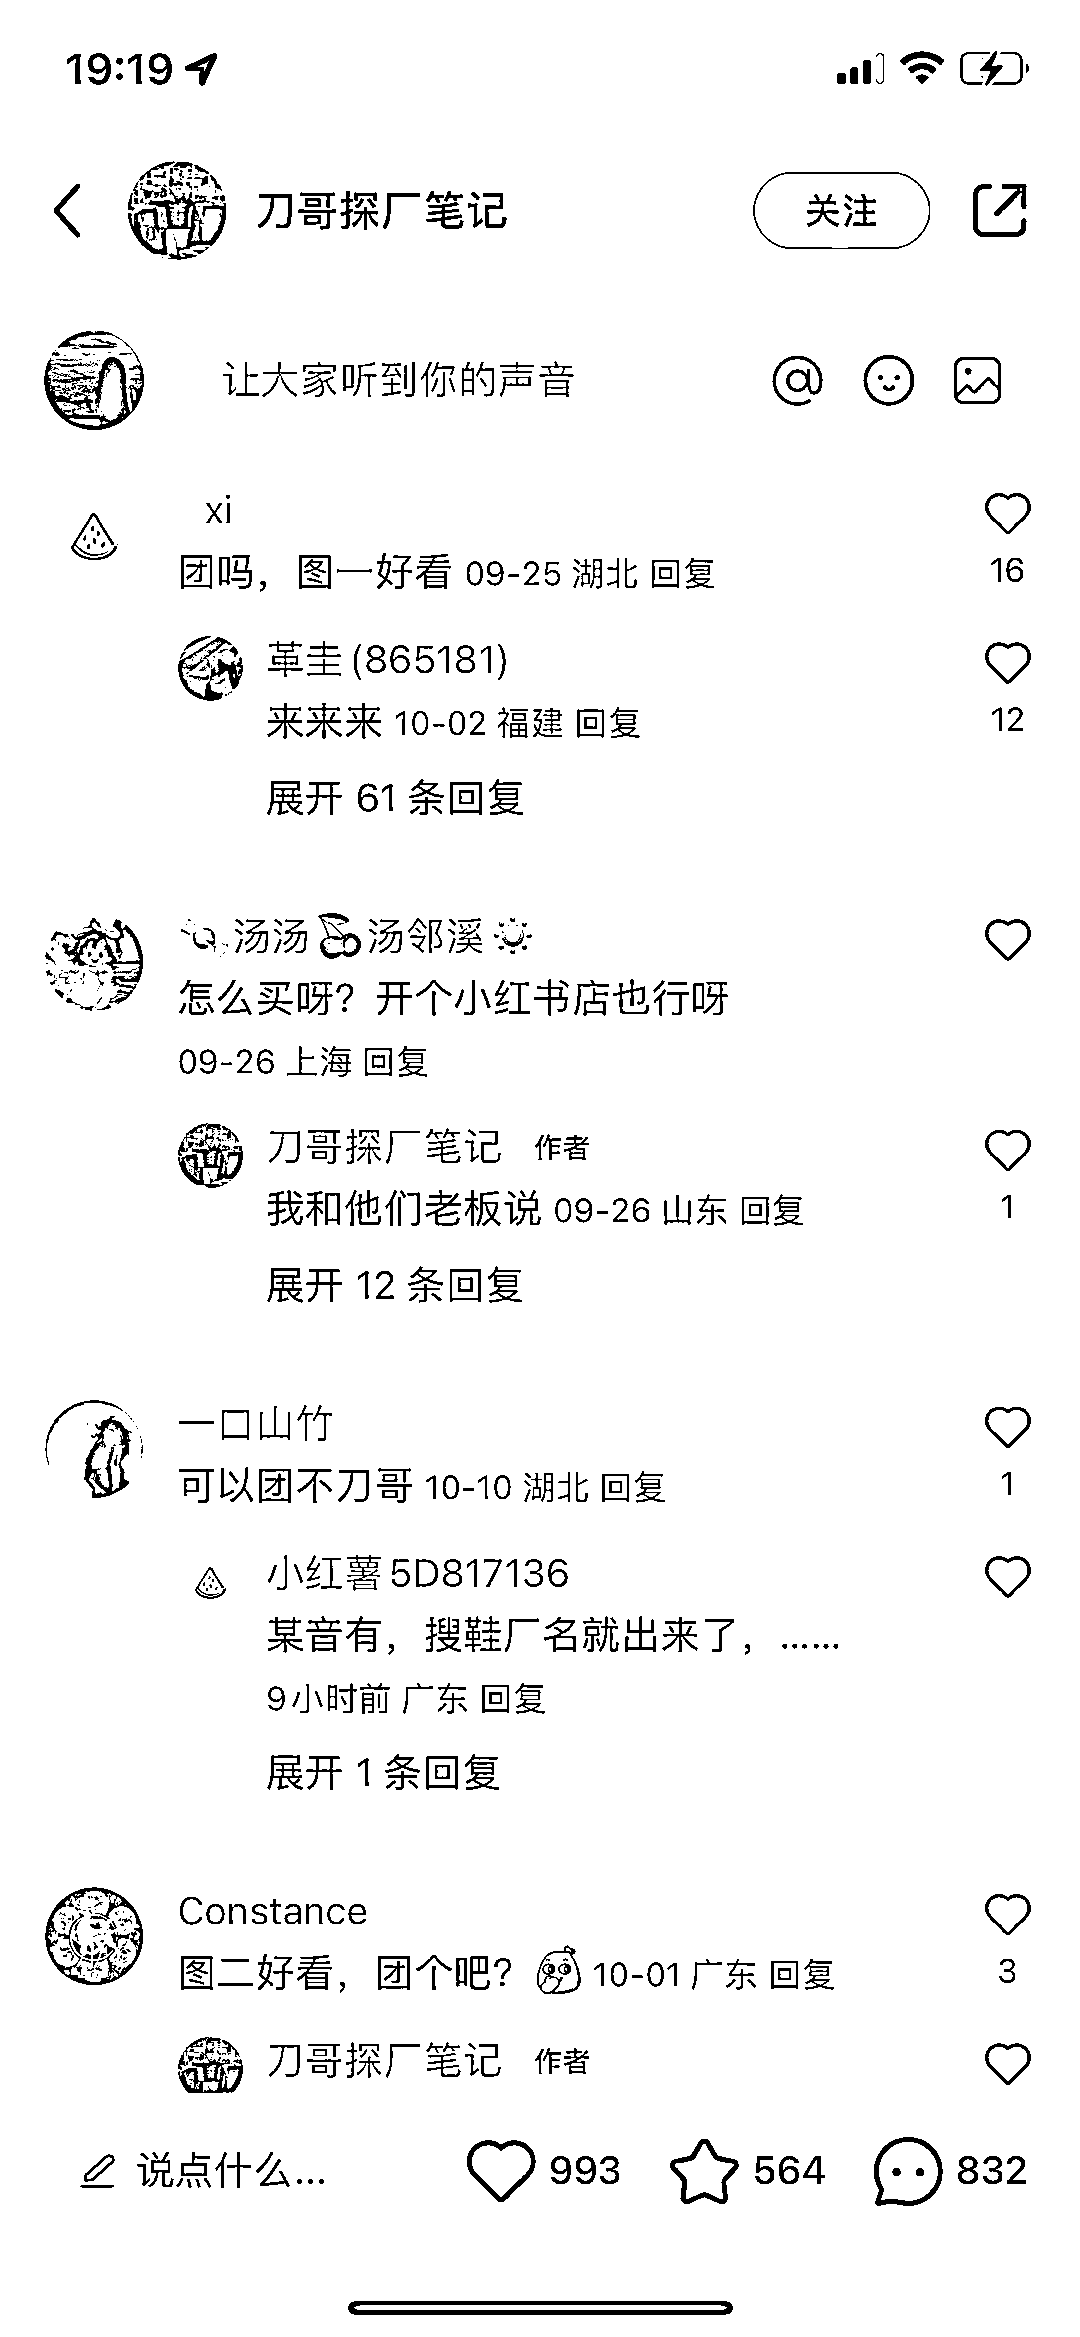 19:19
刀哥探厂笔记 关注
让大家听到你的声音
xi
团吗，图一好看 09-25 湖北 回复
16
革圭(865181)
来来来 10-02 福建 回复
12
展开 61 条回复
汤汤🍒汤邻溪
怎么买呀？开个小红书店也行呀
09-26 上海 回复
刀哥探厂笔记 作者
我和他们老板说 09-26 山东 回复
1
展开 12 条回复
一口山竹
可以团不刀哥 10-10 湖北 回复
1
小红薯5D817136
某音有，搜鞋厂名就出来了，……
9小时前 广东 回复
展开 1 条回复
Constance
图二好看，团个吧？ 10-01 广东 回复
3
刀哥探厂笔记 作者
说点什么... 993 564 832